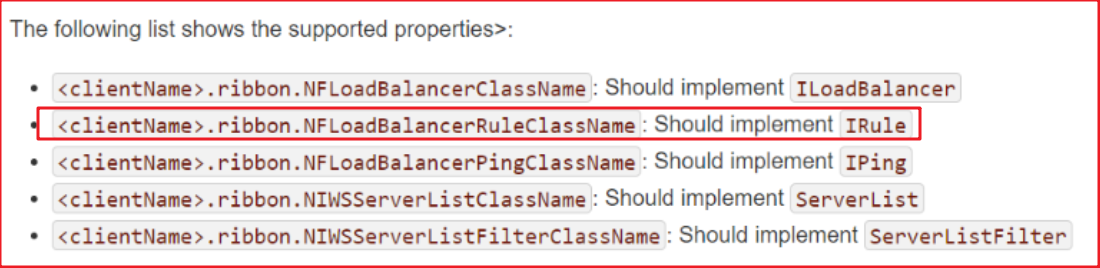 The following list shows the supported properties>:
• <clientName>.ribbon.NFLoadBalancerClassName: Should implement ILoadBalancer
• <clientName>.ribbon.NFLoadBalancerRuleClassName: Should implement IRule
• <clientName>.ribbon.NFLoadBalancerPingClassName: Should implement IPing
• <clientName>.ribbon.NIWSServerListClassName: Should implement ServerList
• <clientName>.ribbon.NIWSServerListFilterClassName: Should implement ServerListFilter